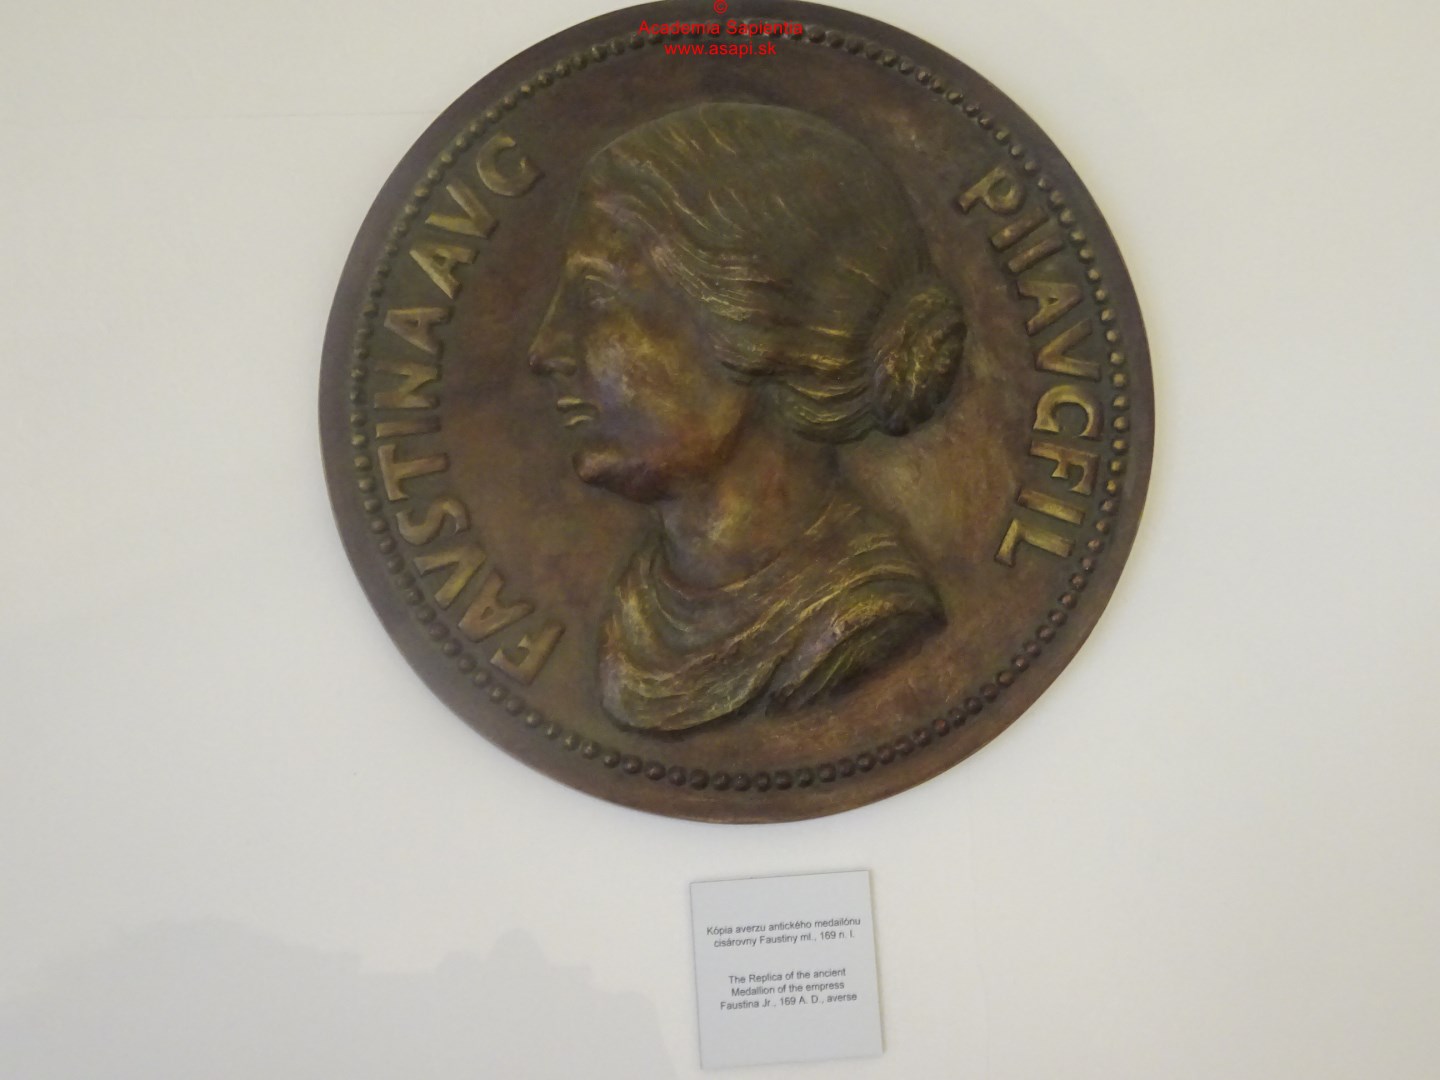 ©
Academia Sapientia
www.asapi.sk
FAVSTINA AVG
PII AVG FIL
Kópia averzu antického medailónu
cisárovny Faustiny ml., 169 n. l.
The Replica of the ancient
Medallion of the empress
Faustina Jr., 169 A. D., averse